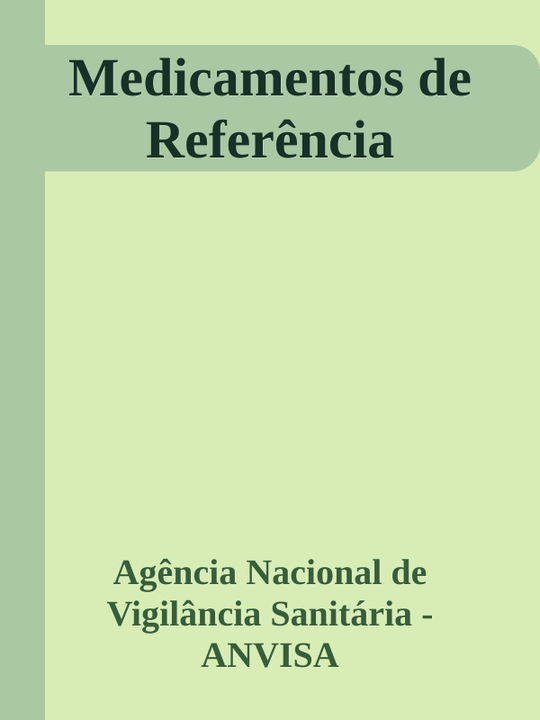 Medicamentos de
Referência
Agência Nacional de
Vigilância Sanitária -
ANVISA